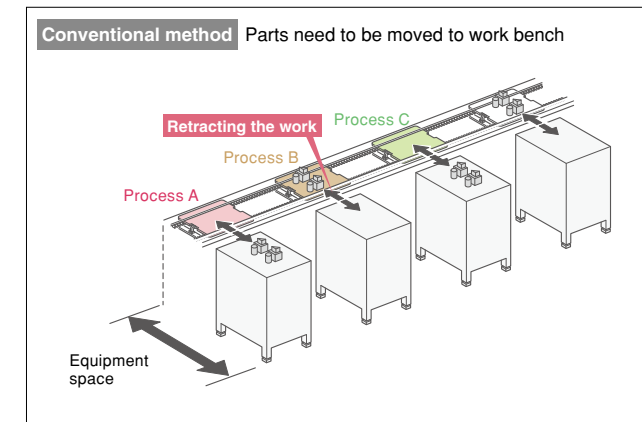 Conventional method Parts need to be moved to work bench
Retracting the work
Process C
Process B
Process A
Equipment
space